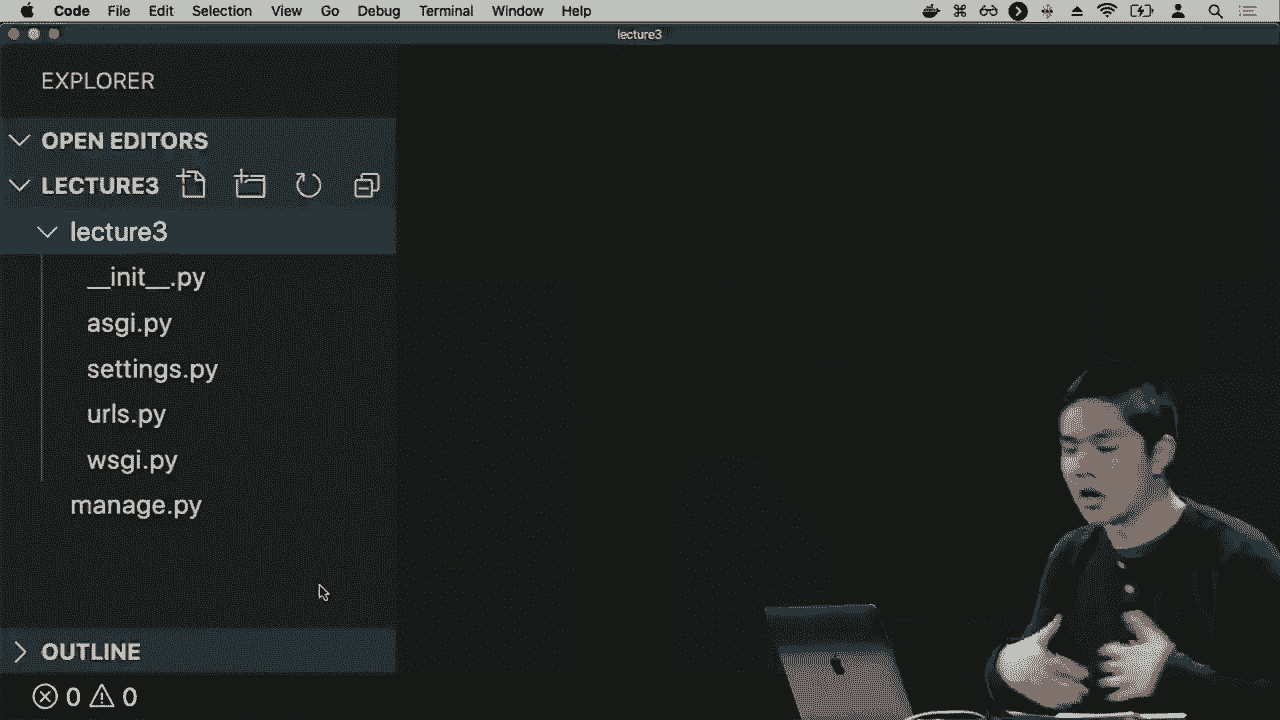 Code File Edit Selection View Go Debug Terminal Window Help
lecture3
EXPLORER
OPEN EDITORS
LECTURE3
lecture3
__init__.py
asgi.py
settings.py
urls.py
wsgi.py
manage.py
OUTLINE
0 0